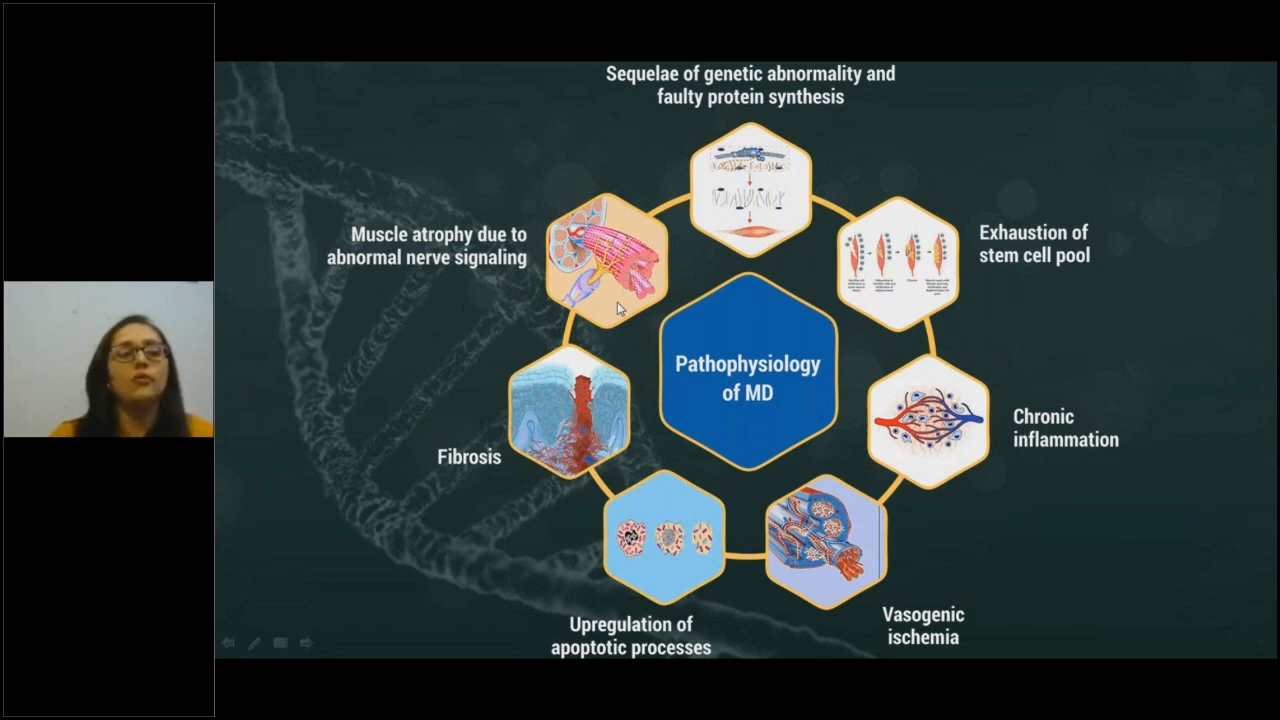 Sequelae of genetic abnormality and
faulty protein synthesis
Muscle atrophy due to
abnormal nerve signaling
Exhaustion of
stem cell pool
Pathophysiology
of MD
Chronic
inflammation
Fibrosis
Vasogenic
ischemia
Upregulation of
apoptotic processes